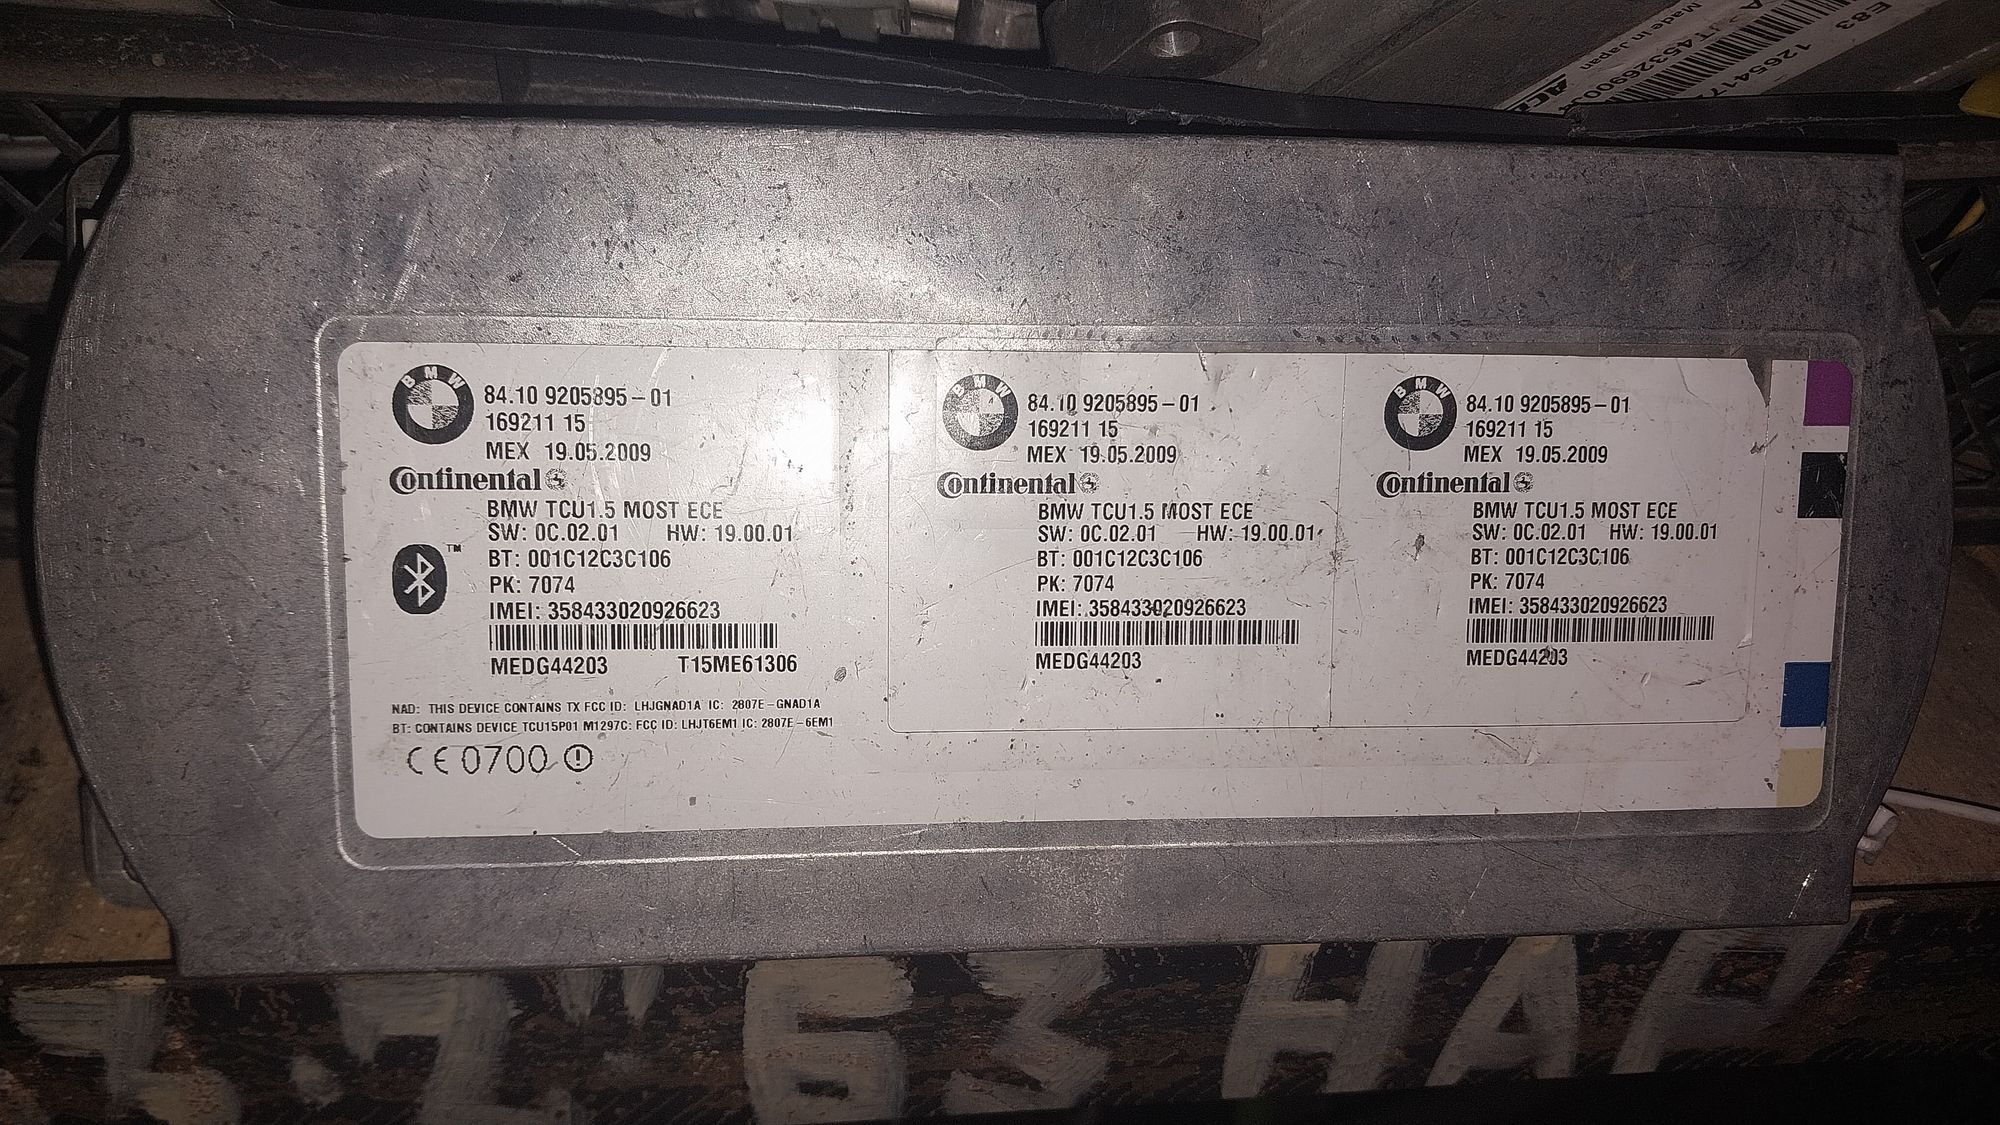 E83
1265417
Made in Japan
BMW
84.10 9205895-01
169211 15
MEX 19.05.2009
Continental
BMW TCU1.5 MOST ECE
SW: 0C.02.01 HW: 19.00.01
TM
BT: 001C12C3C106
PK: 7074
IMEI: 358433020926623
MEDG44203 T15ME61306
NAD: THIS DEVICE CONTAINS TX FCC ID: LHJGNAD1A IC: 2807E-GNAD1A
BT: CONTAINS DEVICE TCU15P01 M1297C: FCC ID: LHJT6EM1 IC: 2807E-6EM1
CE 0700
BMW
84.10 9205895-01
169211 15
MEX 19.05.2009
Continental
BMW TCU1.5 MOST ECE
SW: 0C.02.01 HW: 19.00.01
BT: 001C12C3C106
PK: 7074
IMEI: 358433020926623
MEDG44203
BMW
84.10 9205895-01
169211 15
MEX 19.05.2009
Continental
BMW TCU1.5 MOST ECE
SW: 0C.02.01 HW: 19.00.01
BT: 001C12C3C106
PK: 7074
IMEI: 358433020926623
MEDG44203
63